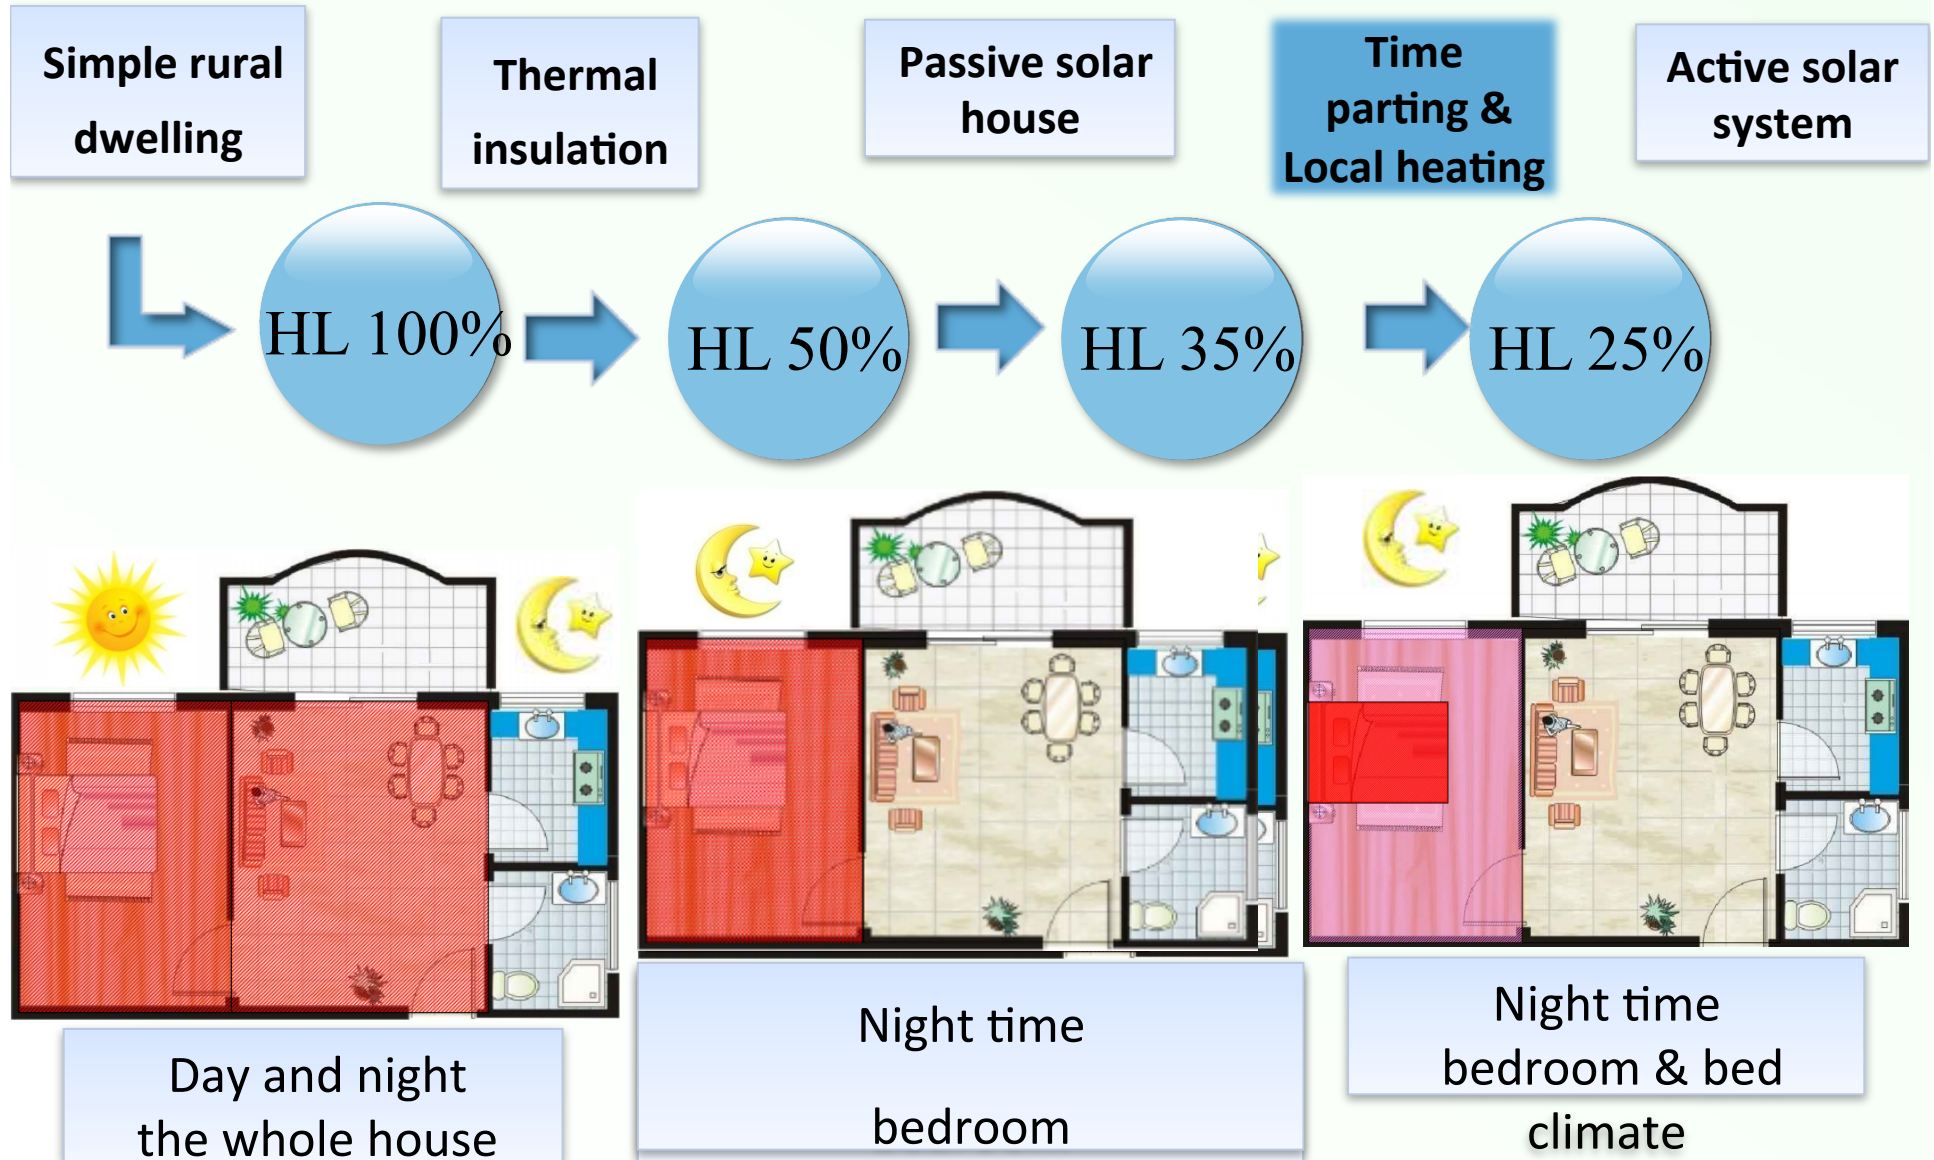 Simple rural
dwelling
Thermal
insulation
Passive solar
house
Time
parting &
Local heating
Active solar
system
HL 100%
HL 50%
HL 35%
HL 25%
Day and night
the whole house
Night time
bedroom
Night time
bedroom & bed
climate